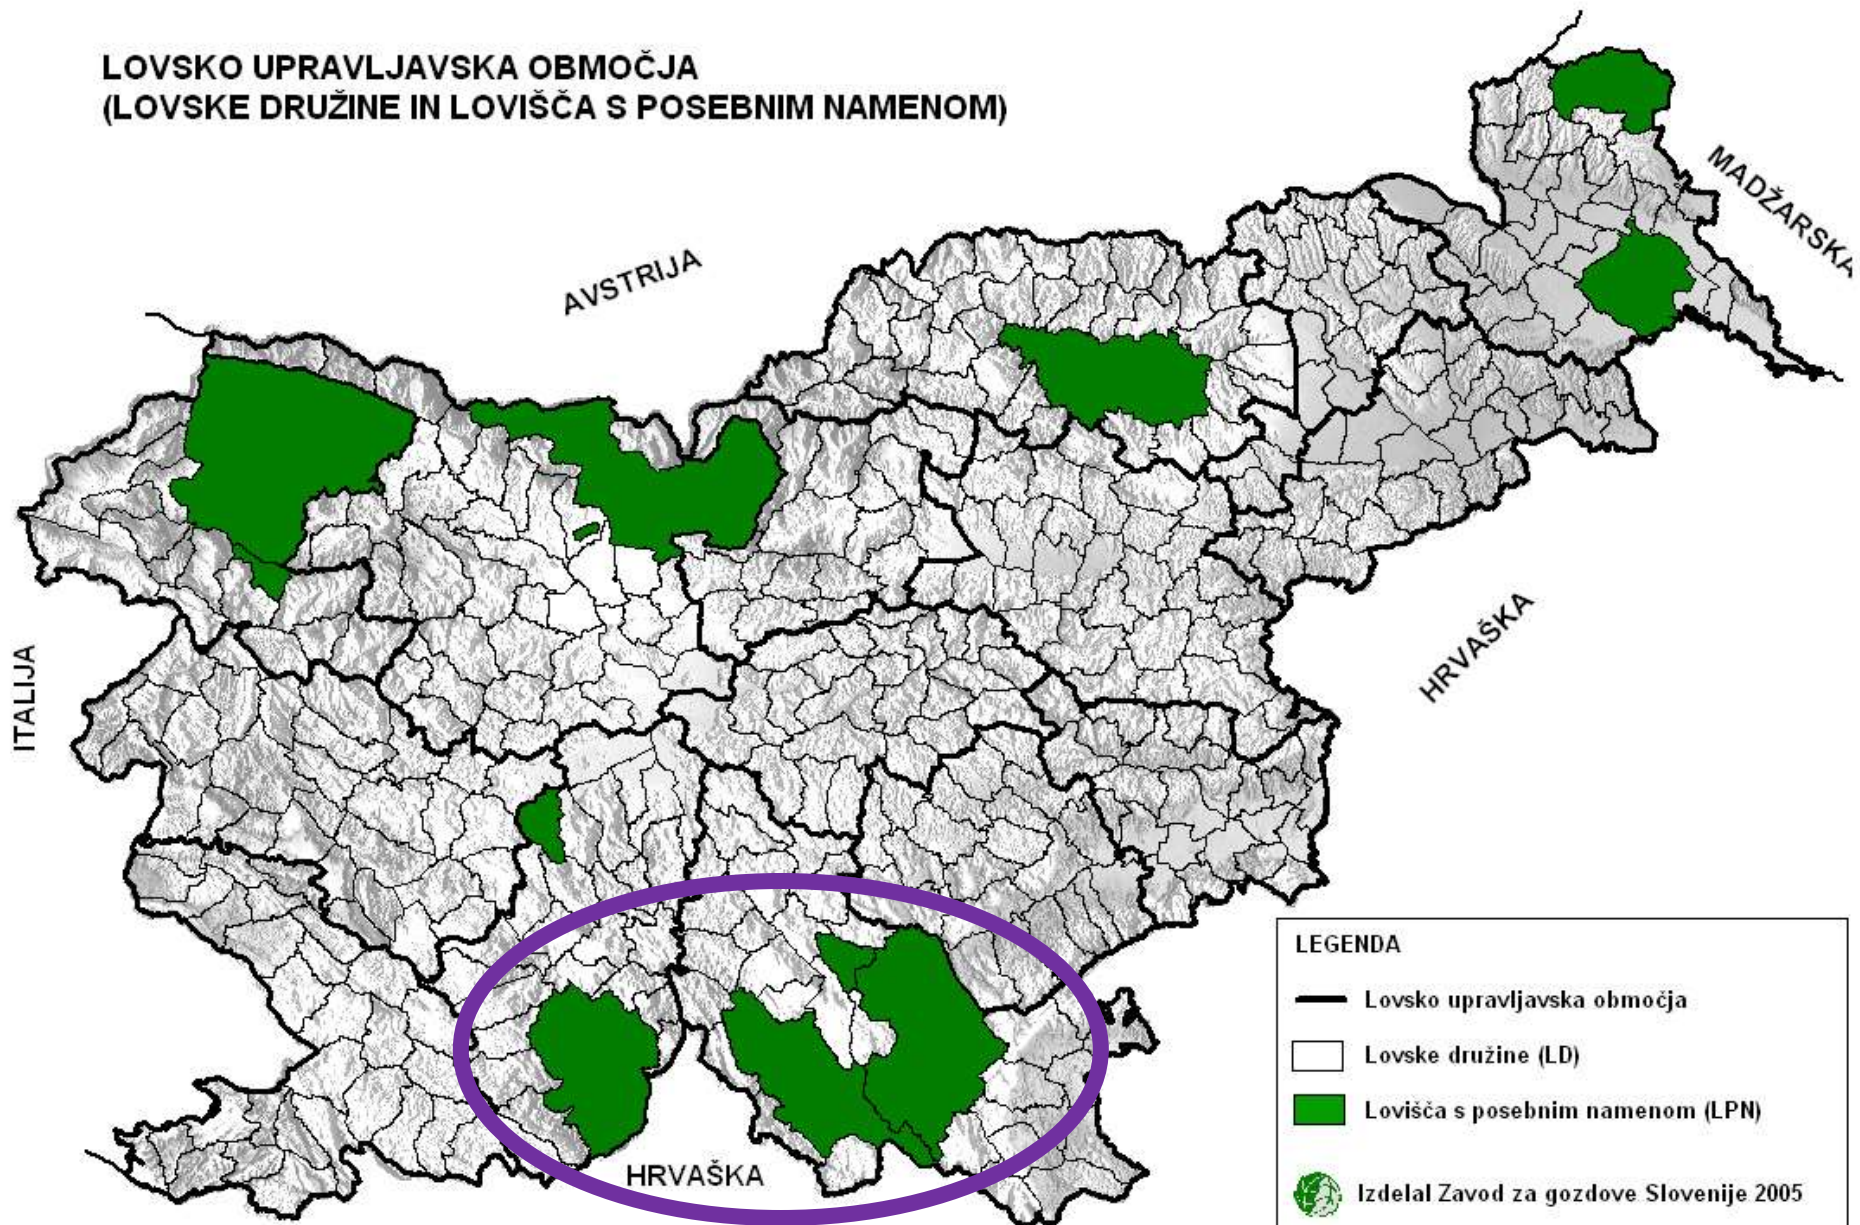 LOVSKO UPRAVLJAVSKA OBMOČJA
(LOVSKE DRUŽINE IN LOVIŠČA S POSEBNIM NAMENOM)
MADŽARSKA
AVSTRIJA
HRVAŠKA
ITALIJA
HRVAŠKA
LEGENDA
Lovsko upravljavska območja
Lovske družine (LD)
Lovišča s posebnim namenom (LPN)
Izdelal Zavod za gozdove Slovenije 2005